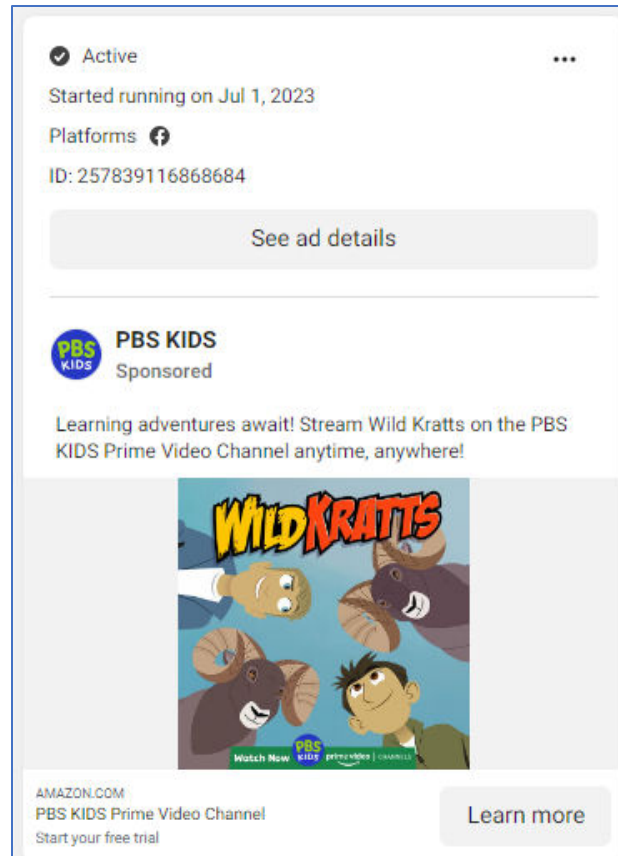 Active
Started running on Jul 1, 2023
Platforms
ID: 257839116868684
See ad details
PBS KIDS
PBS KIDS
Sponsored
Learning adventures await! Stream Wild Kratts on the PBS
KIDS Prime Video Channel anytime, anywhere!
WILD KRATTS
Watch Now PBS KIDS prime video | CHANNELS
AMAZON.COM
PBS KIDS Prime Video Channel
Start your free trial
Learn more